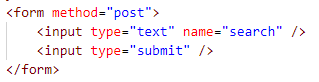 <form method="post">
    <input type="text" name="search" />
    <input type="submit" />
</form>